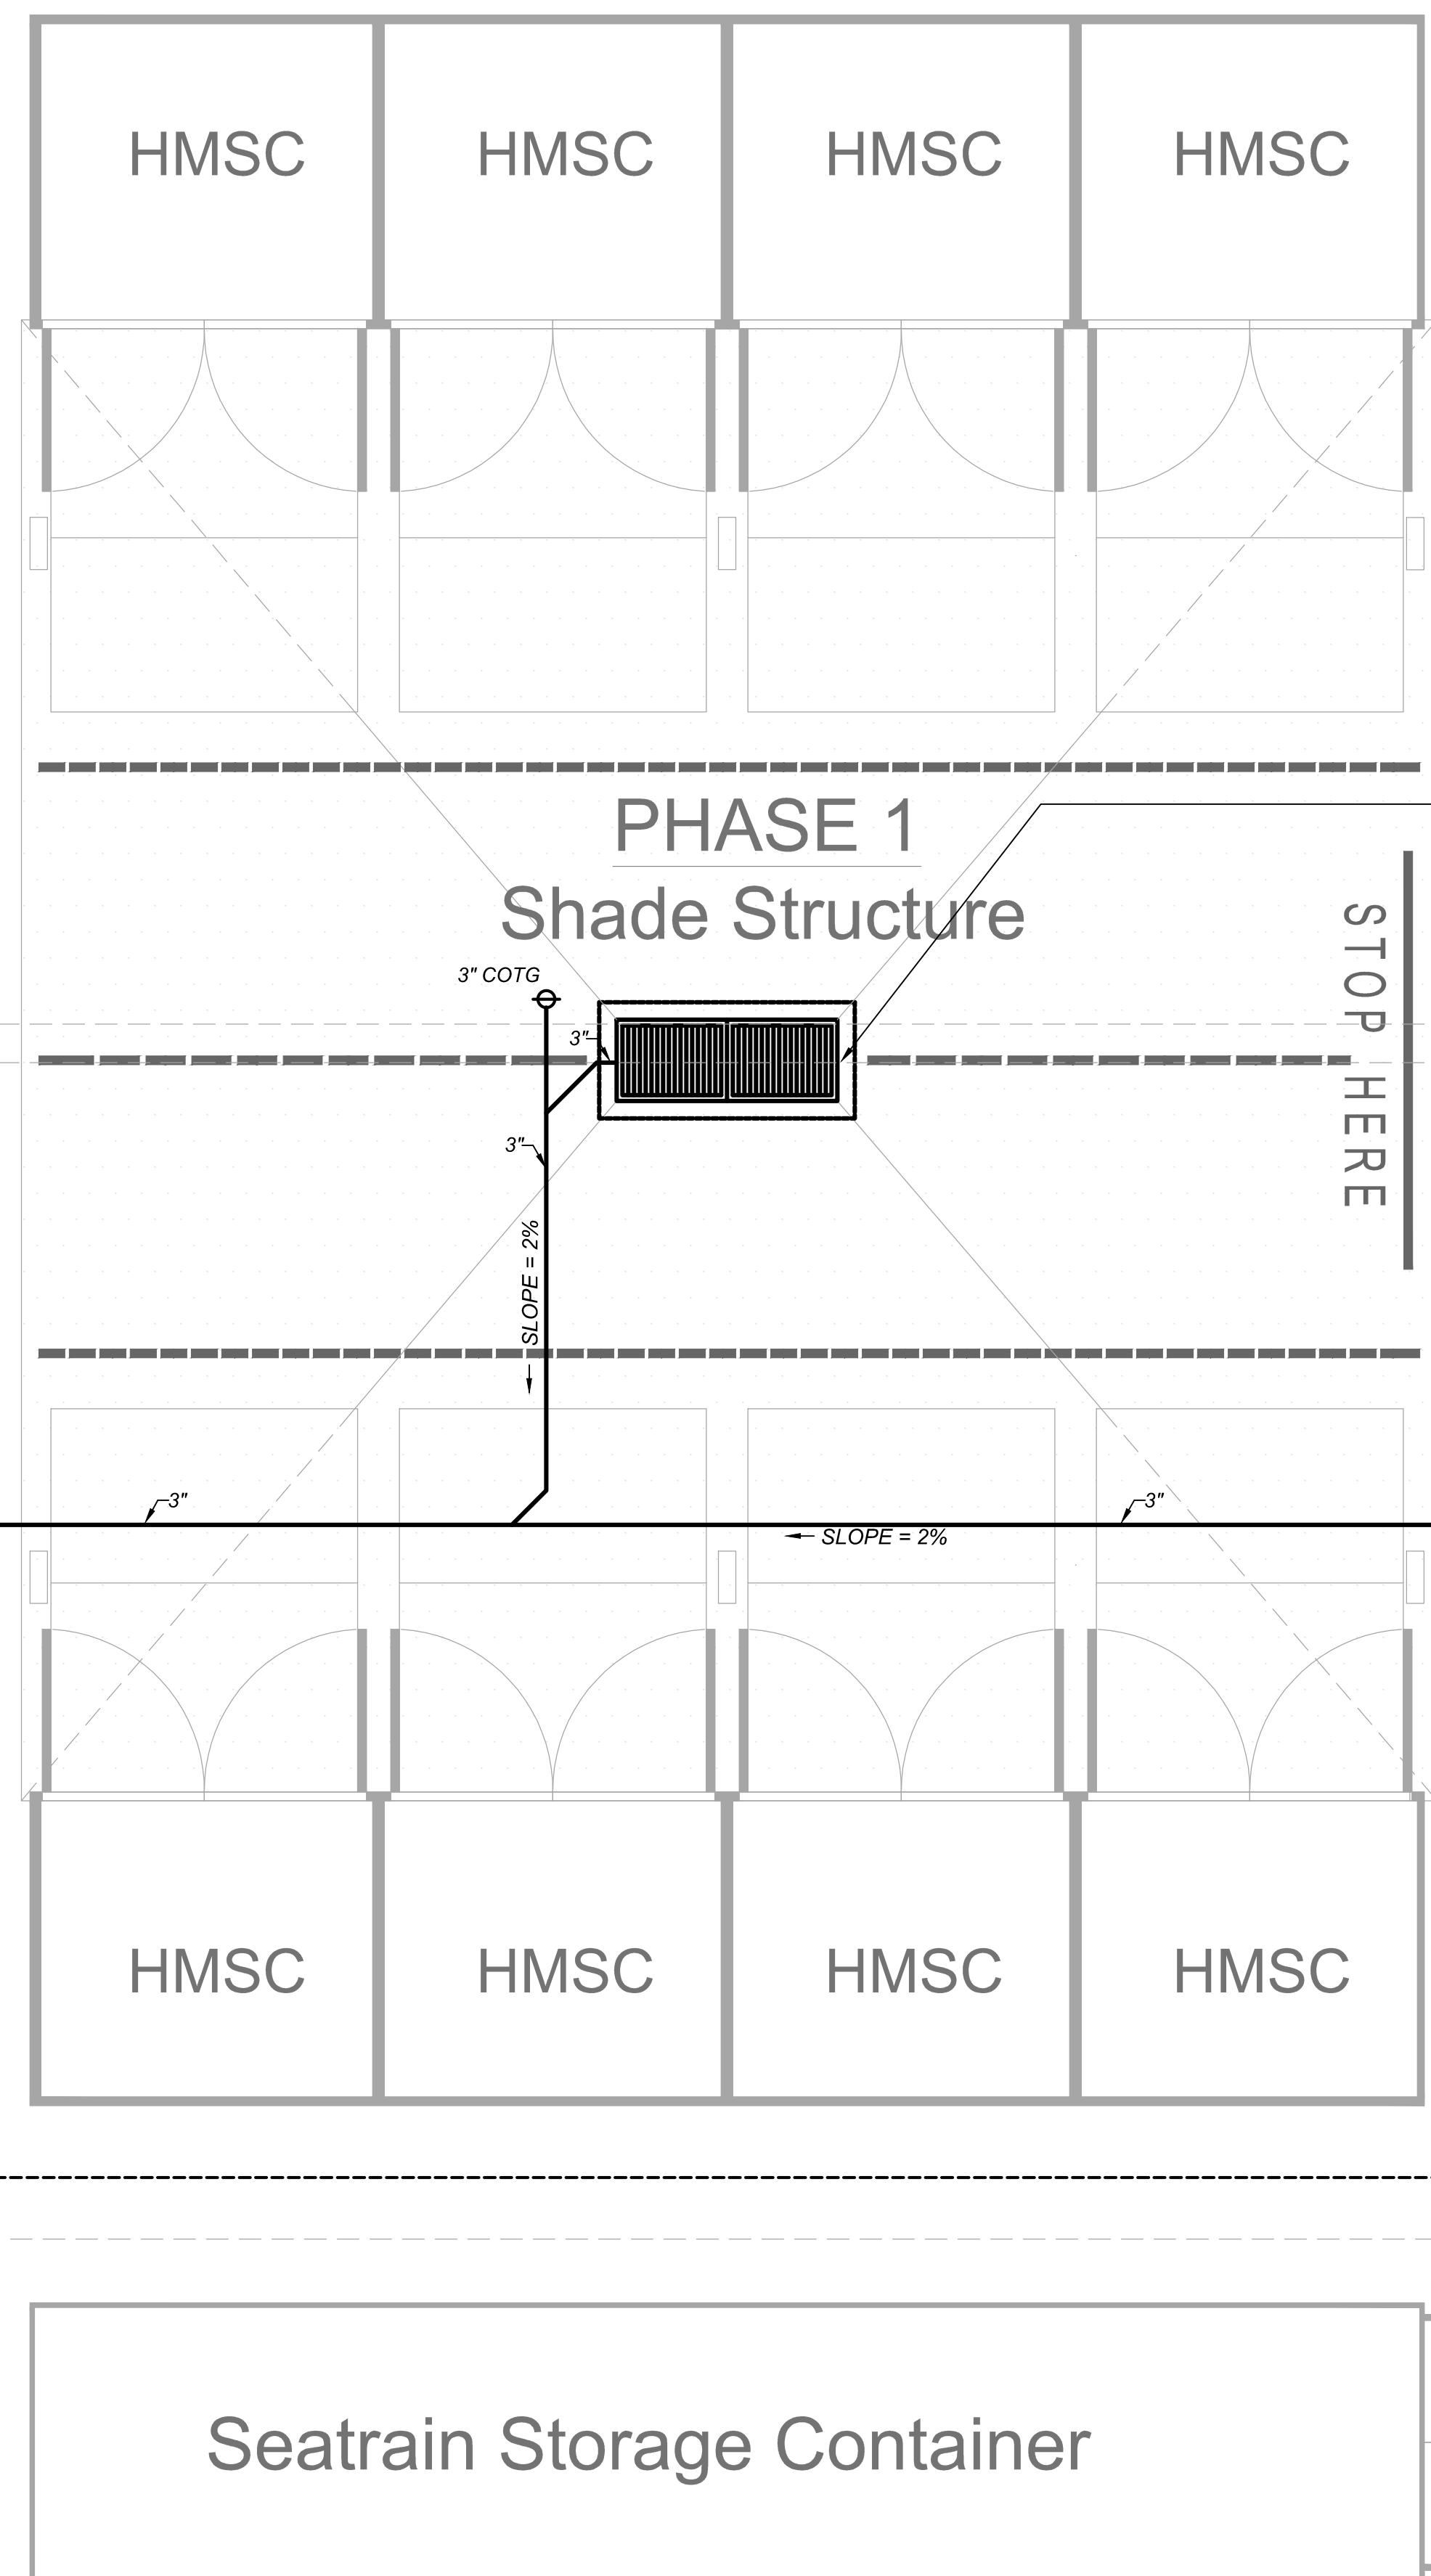 HMSC HMSC HMSC HMSC
PHASE 1
Shade Structure
3" COTG
3"
3"
STOP HERE
SLOPE = 2%
3"
3"
SLOPE = 2%
HMSC HMSC HMSC HMSC
Seatrain Storage Container